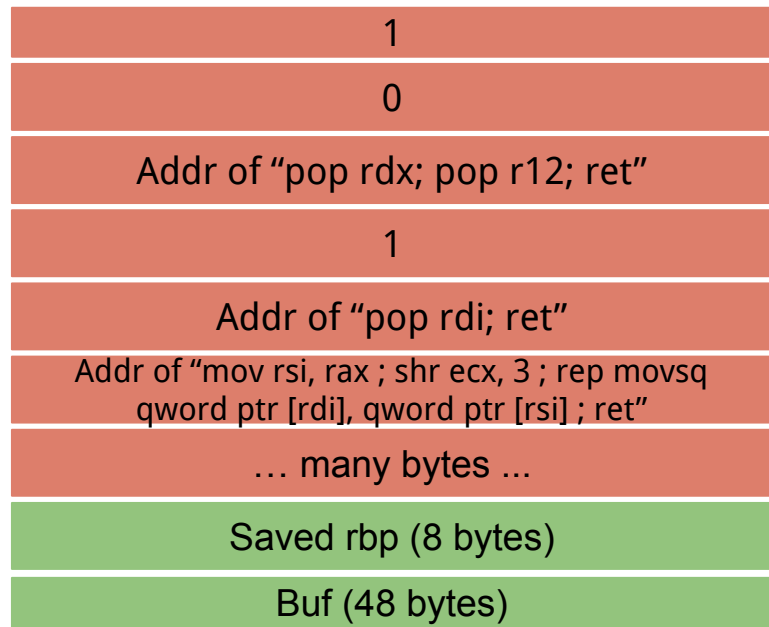 1
0
Addr of “pop rdx; pop r12; ret”
1
Addr of “pop rdi; ret”
Addr of “mov rsi, rax ; shr ecx, 3 ; rep movsq
qword ptr [rdi], qword ptr [rsi] ; ret”
… many bytes ...
Saved rbp (8 bytes)
Buf (48 bytes)